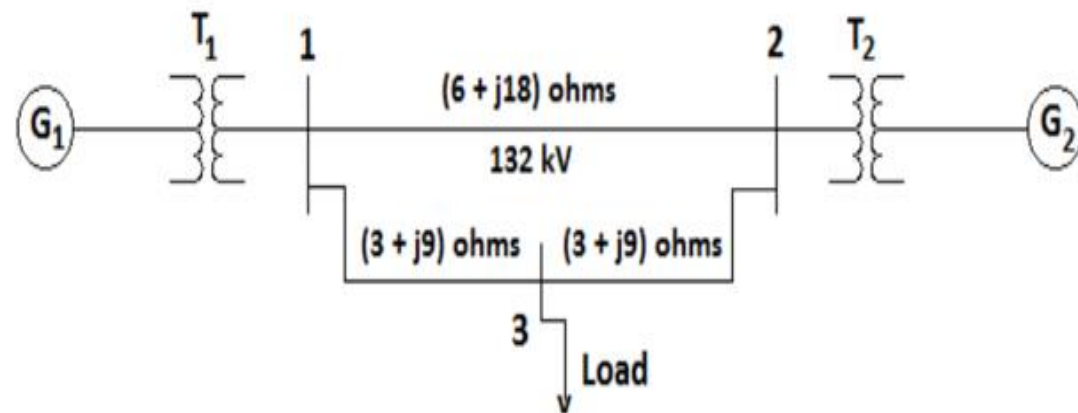 T₁
1
2
T₂
(6 + j18) ohms
G₁
G₂
132 kV
(3 + j9) ohms
(3 + j9) ohms
3
Load